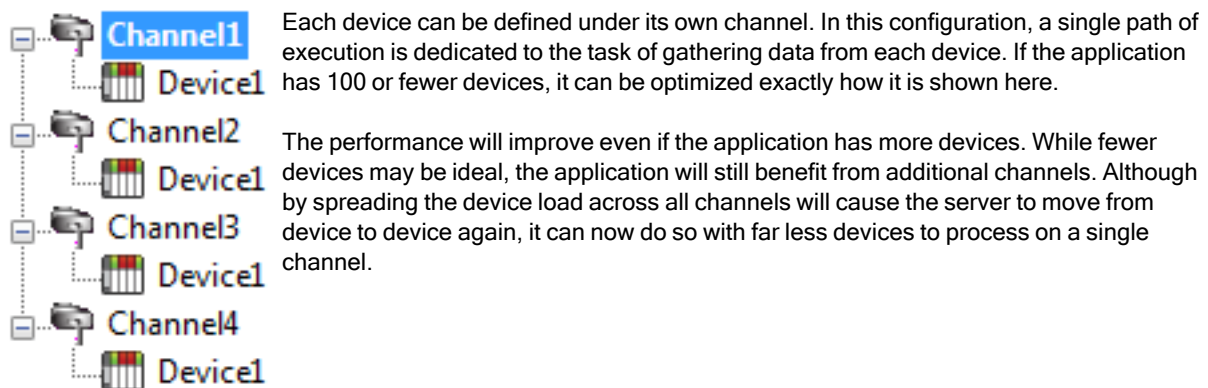 Channel1
Device1
Channel2
Device1
Channel3
Device1
Channel4
Device1
Each device can be defined under its own channel. In this configuration, a single path of
execution is dedicated to the task of gathering data from each device. If the application
has 100 or fewer devices, it can be optimized exactly how it is shown here.
The performance will improve even if the application has more devices. While fewer
devices may be ideal, the application will still benefit from additional channels. Although
by spreading the device load across all channels will cause the server to move from
device to device again, it can now do so with far less devices to process on a single
channel.